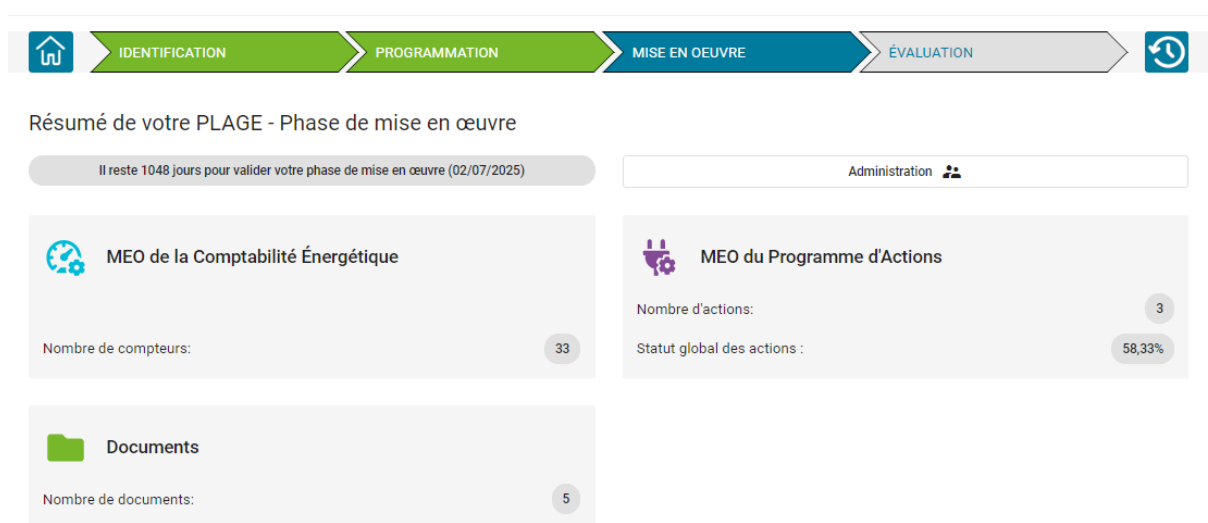 IDENTIFICATION
PROGRAMMATION
MISE EN OEUVRE
ÉVALUATION
Résumé de votre PLAGE - Phase de mise en œuvre
Il reste 1048 jours pour valider votre phase de mise en œuvre (02/07/2025)
Administration
MEO de la Comptabilité Énergétique
Nombre de compteurs: 33
MEO du Programme d'Actions
Nombre d'actions: 3
Statut global des actions : 58,33%
Documents
Nombre de documents: 5